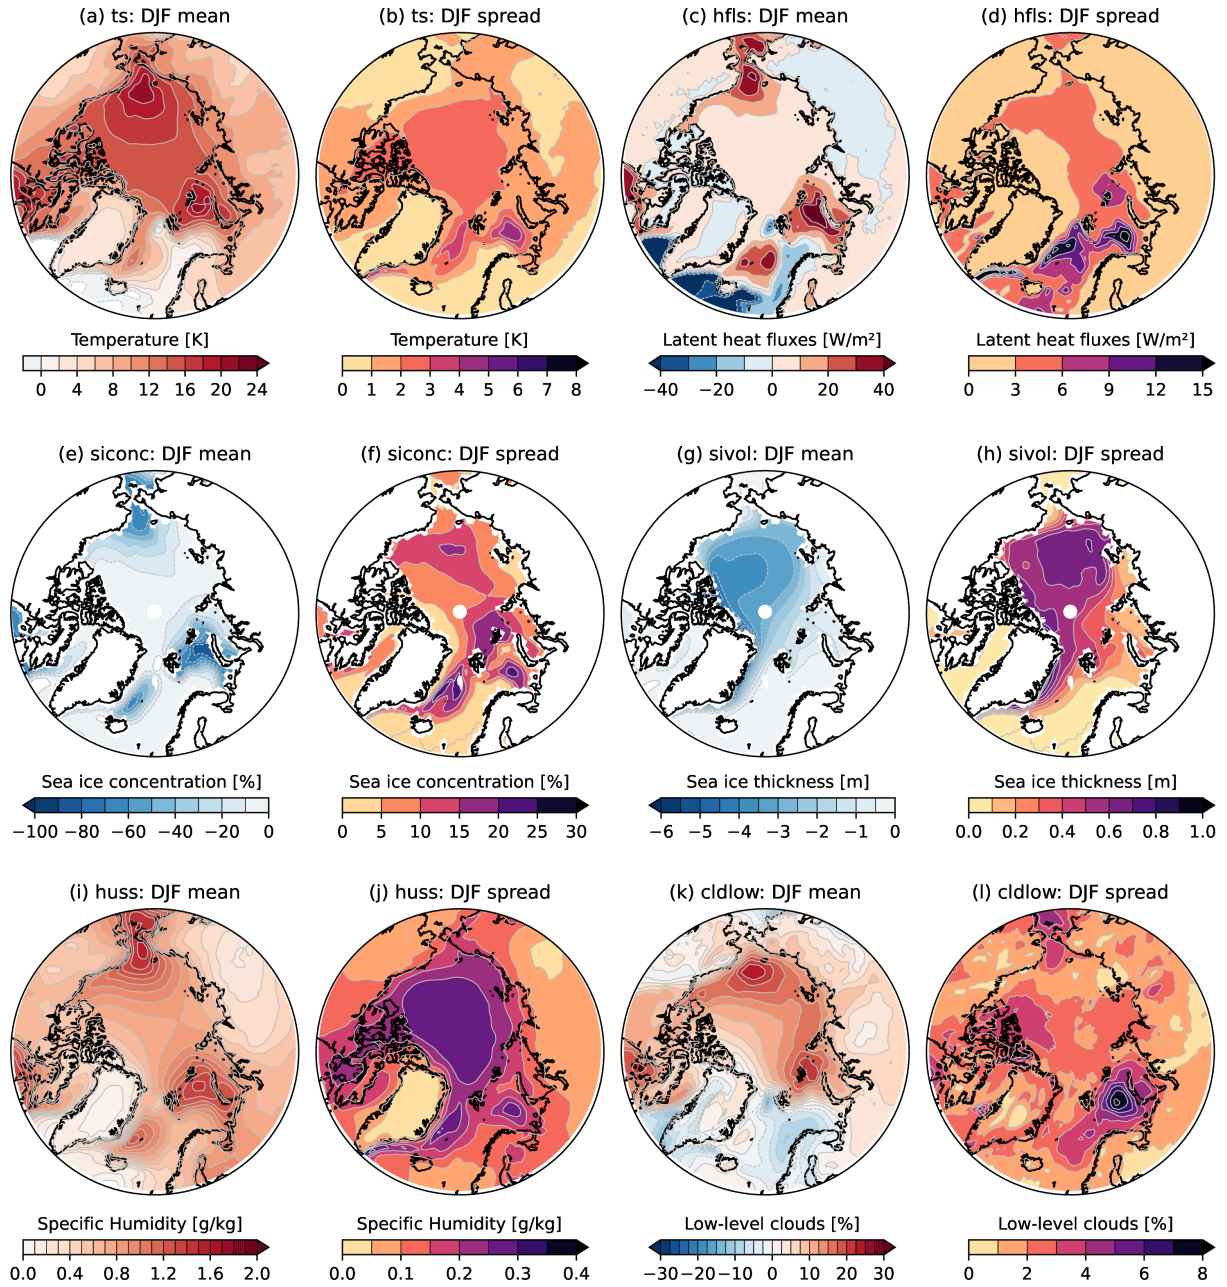 (a) ts: DJF mean
(b) ts: DJF spread
(c) hfls: DJF mean
(d) hfls: DJF spread
Temperature [K]
0 4 8 12 16 20 24
Temperature [K]
0 1 2 3 4 5 6 7 8
Latent heat fluxes [W/m²]
−40 −20 0 20 40
Latent heat fluxes [W/m²]
0 3 6 9 12 15
(e) siconc: DJF mean
(f) siconc: DJF spread
(g) sivol: DJF mean
(h) sivol: DJF spread
Sea ice concentration [%]
−100 −80 −60 −40 −20 0
Sea ice concentration [%]
0 5 10 15 20 25 30
Sea ice thickness [m]
−6 −5 −4 −3 −2 −1 0
Sea ice thickness [m]
0.0 0.2 0.4 0.6 0.8 1.0
(i) huss: DJF mean
(j) huss: DJF spread
(k) cldlow: DJF mean
(l) cldlow: DJF spread
Specific Humidity [g/kg]
0.0 0.4 0.8 1.2 1.6 2.0
Specific Humidity [g/kg]
0.0 0.1 0.2 0.3 0.4
Low-level clouds [%]
−30 −20 −10 0 10 20 30
Low-level clouds [%]
0 2 4 6 8